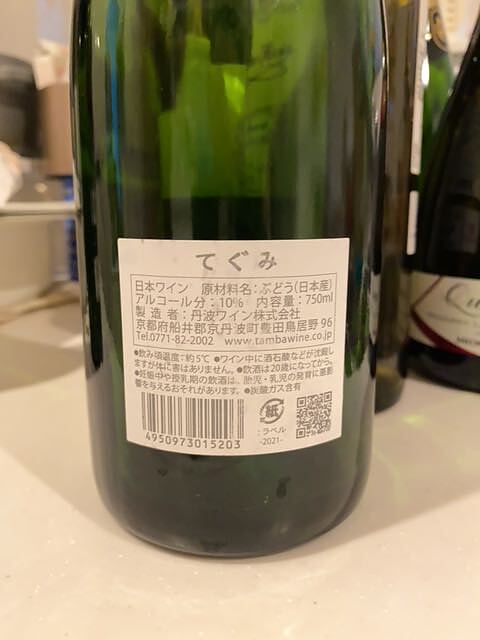 てぐみ
日本ワイン 原材料名：ぶどう(日本産)
アルコール分：10% 内容量：750ml
製造者：丹波ワイン株式会社
京都府船井郡京丹波町豊田鳥居野96
Tel.0771-82-2002 www.tambawine.co.jp
●飲み頃温度：約5℃ ●ワイン中に酒石酸などが沈殿し
ますが体に害はありません。●飲酒は20歳になってから。
●妊娠中や授乳期の飲酒は、胎児・乳児の発育に悪影
響を与えるおそれがあります。●炭酸ガス含有
紙
：ラベル
-2021-
4950973015203